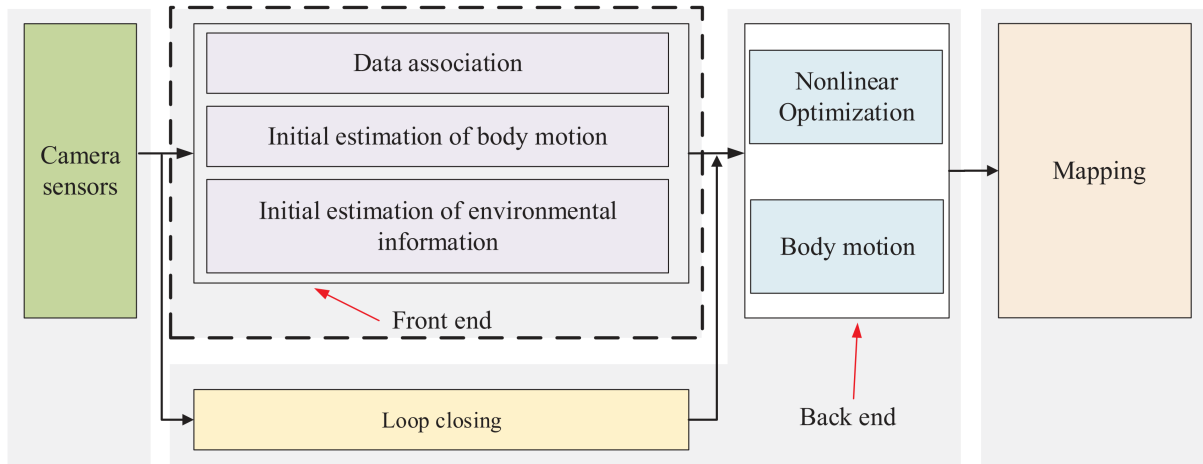 Camera
sensors
Data association
Initial estimation of body motion
Initial estimation of environmental
information
Front end
Loop closing
Nonlinear
Optimization
Body motion
Back end
Mapping